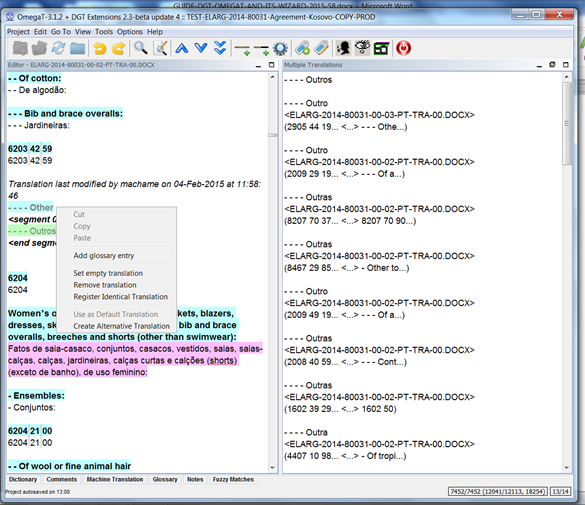 GUIDE-DGT-OMEGAT-AND-ITS-WIZARD-2015-58.docx - Microsoft Word
OmegaT-3.1.2 + DGT Extensions 2.3-beta update 4 :: TEST-ELARG-2014-80031-Agreement-Kosovo-COPY-PROD
Project Edit Go To View Tools Options Help
Editor - ELARG-2014-80031-00-02-PT-TRA-00.DOCX
- - Of cotton:
- - De algodão:
- - - Bib and brace overalls:
- - - Jardineiras:
6203 42 59
6203 42 59
Translation last modified by machame on 04-Feb-2015 at 11:58:
46
- - - - Other
<segment 0
- - - - Outros
<end segme
Cut
Copy
Paste
Add glossary entry
Set empty translation
Remove translation
Register Identical Translation
Use as Default Translation
Create Alternative Translation
6204
6204
Women's o kets, blazers,
dresses, sk bib and brace
overalls, breeches and shorts (other than swimwear):
Fatos de saia-casaco, conjuntos, casacos, vestidos, saias, saias-
calças, calças, jardineiras, calças curtas e calções (shorts)
(exceto de banho), de uso feminino:
- Ensembles:
- Conjuntos:
6204 21 00
6204 21 00
- - Of wool or fine animal hair
Multiple Translations
- - - - Outros
- - - - Outro
<ELARG-2014-80031-00-03-PT-TRA-00.DOCX>
(2905 44 19... <...> - - - Othe...)
- - - - Outro
<ELARG-2014-80031-00-02-PT-TRA-00.DOCX>
(2009 29 19... <...> - - - Of a...)
- - - - Outras
<ELARG-2014-80031-00-02-PT-TRA-00.DOCX>
(8207 70 37... <...> 8207 70 90...)
- - - - Outros
<ELARG-2014-80031-00-02-PT-TRA-00.DOCX>
(8467 29 85... <...> - Other to...)
- - - - Outro
<ELARG-2014-80031-00-02-PT-TRA-00.DOCX>
(2009 49 19... <...> - - - Of a...)
- - - - Outros
<ELARG-2014-80031-00-02-PT-TRA-00.DOCX>
(2008 40 59... <...> - - - Cont...)
- - - - Outras
<ELARG-2014-80031-00-02-PT-TRA-00.DOCX>
(1602 39 29... <...> 1602 50)
- - - - Outra
<ELARG-2014-80031-00-02-PT-TRA-00.DOCX>
(4407 10 98... <...> - Of tropi...)
Dictionary Comments Machine Translation Glossary Notes Fuzzy Matches
Project autosaved on 13:08
7452/7452 (12041/12113, 18254)
13/14